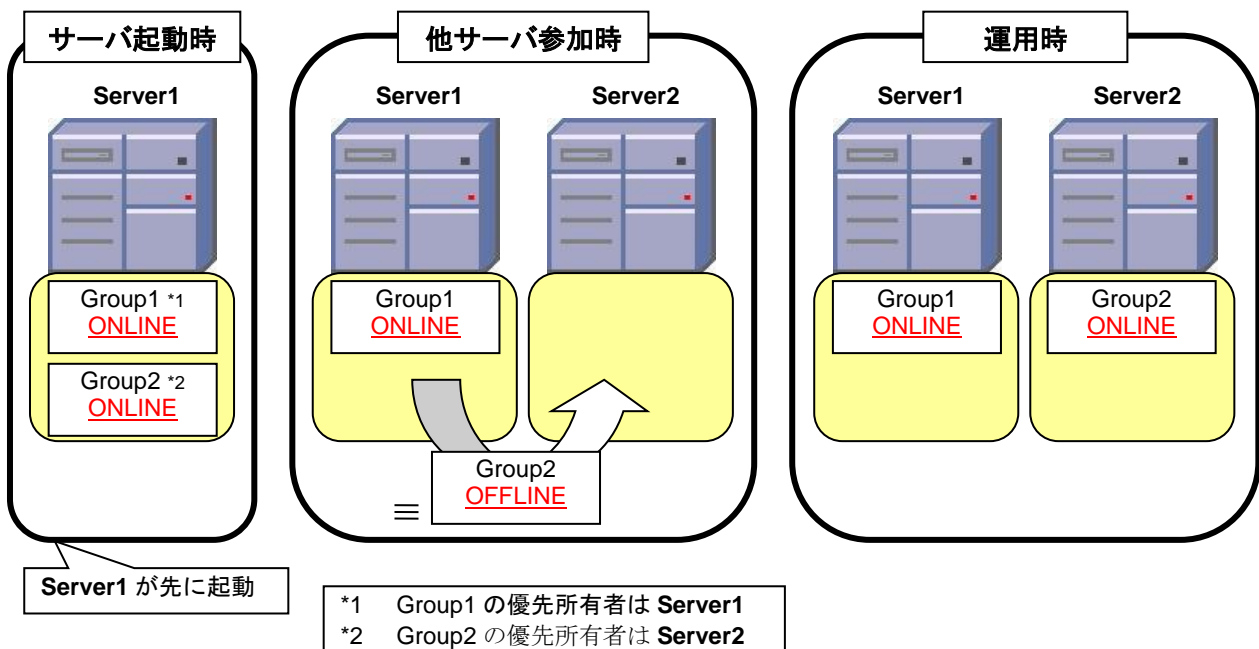 サーバ起動時
Server1
Group1 *1
ONLINE
Group2 *2
ONLINE
Server1 が先に起動
他サーバ参加時
Server1
Server2
Group1
ONLINE
Group2
OFFLINE
運用時
Server1
Server2
Group1
ONLINE
Group2
ONLINE
*1 Group1 の優先所有者は Server1
*2 Group2 の優先所有者は Server2